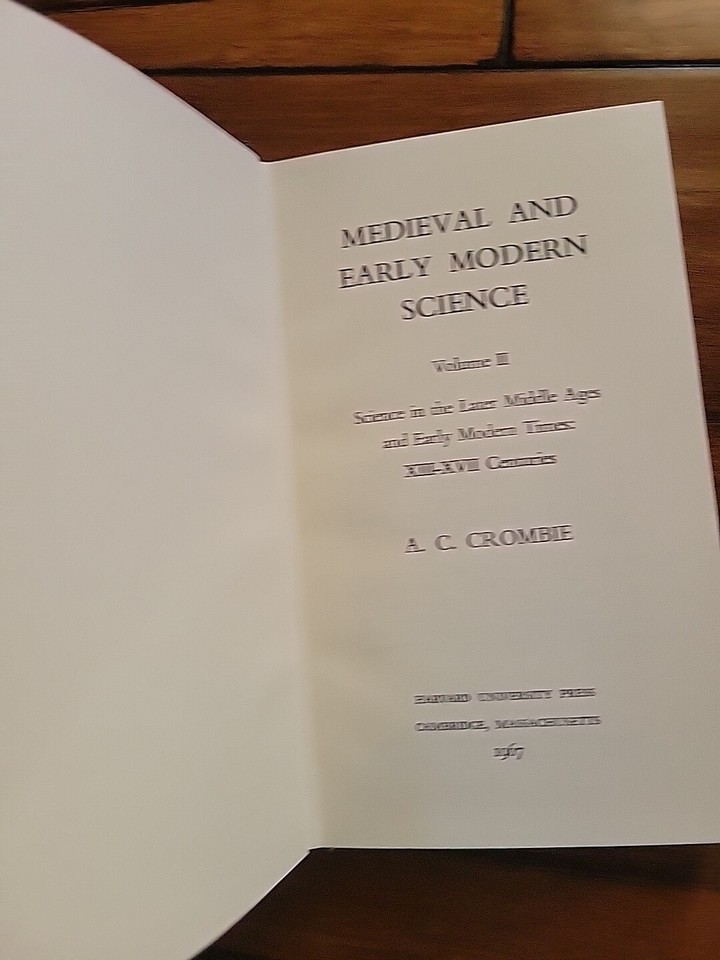 MEDIEVAL AND
EARLY MODERN
SCIENCE
Volume II
Science in the Later Middle Ages
and Early Modern Times:
XIII–XVII Centuries
A. C. CROMBIE
HARVARD UNIVERSITY PRESS
CAMBRIDGE, MASSACHUSETTS
1967